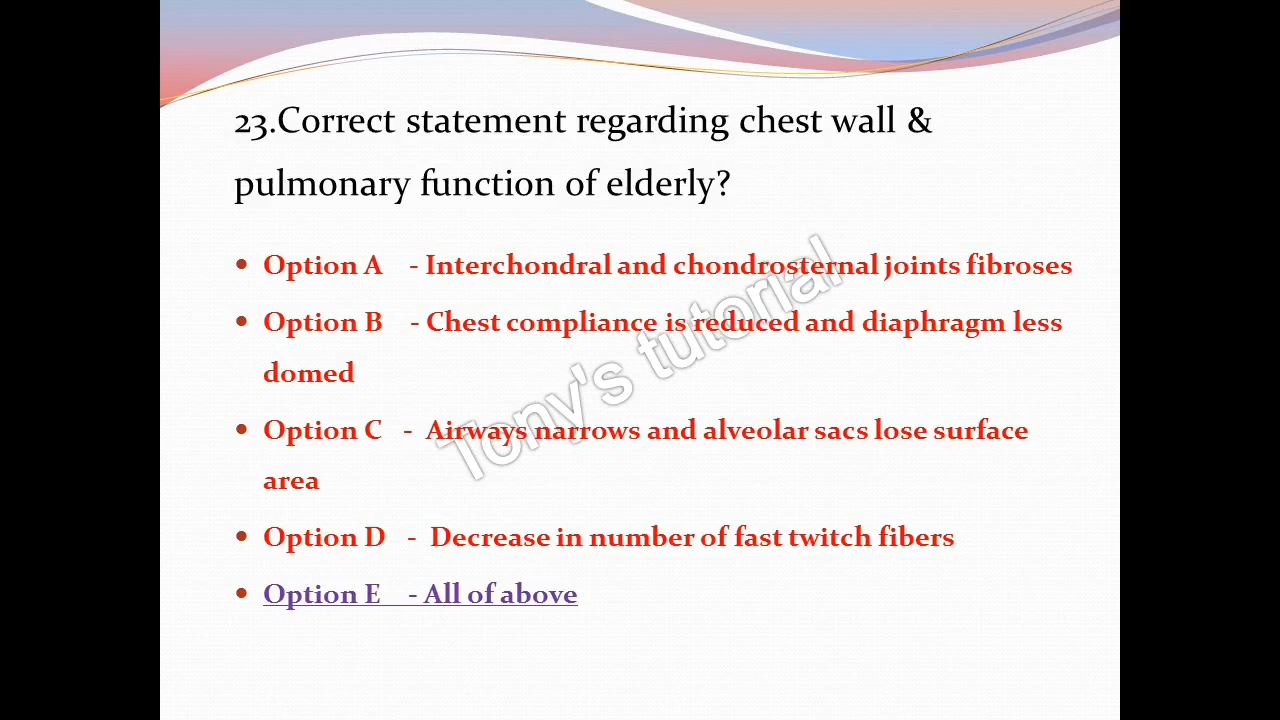 23.Correct statement regarding chest wall &
pulmonary function of elderly?
• Option A - Interchondral and chondrosternal joints fibroses
• Option B - Chest compliance is reduced and diaphragm less
domed
• Option C - Airways narrows and alveolar sacs lose surface
area
• Option D - Decrease in number of fast twitch fibers
• Option E - All of above
Tony's tutorial